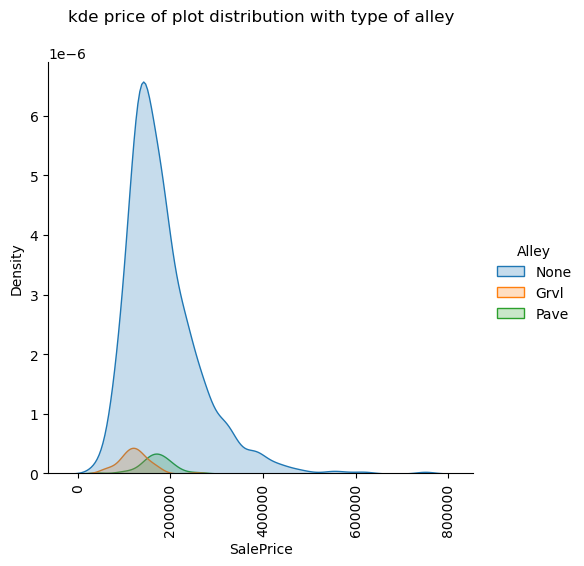 kde price of plot distribution with type of alley
1e−6
6
5
4
3
2
1
0
Density
0
200000
400000
600000
800000
SalePrice
Alley
None
Grvl
Pave